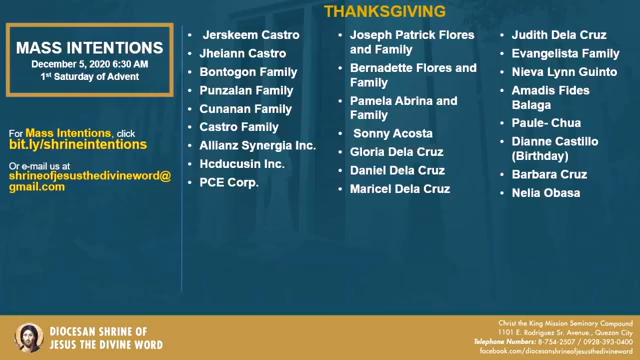 THANKSGIVING
MASS INTENTIONS
December 5, 2020 6:30 AM
1st Saturday of Advent
For Mass Intentions, click
bit.ly/shrineintentions
Or e-mail us at
shrineofjesusthedivineword@
gmail.com
• Jerskeem Castro
• Jheiann Castro
• Bontogon Family
• Punzalan Family
• Cunanan Family
• Castro Family
• Allianz Synergia Inc.
• Hcducusin Inc.
• PCE Corp.
• Joseph Patrick Flores
and Family
• Bernadette Flores and
Family
• Pamela Abrina and
Family
• Sonny Acosta
• Gloria Dela Cruz
• Daniel Dela Cruz
• Maricel Dela Cruz
• Judith Dela Cruz
• Evangelista Family
• Nieva Lynn Guinto
• Amadis Fides
Balaga
• Paule- Chua
• Dianne Castillo
(Birthday)
• Barbara Cruz
• Nelia Obasa
DIOCESAN SHRINE OF
JESUS THE DIVINE WORD
Christ the King Mission Seminary Compound
1101 E. Rodriguez Sr. Avenue., Quezon City
Telephone Numbers: 8-754-2507 / 0928-393-0400
facebook.com/diocesanshrineofjesusthedivineword